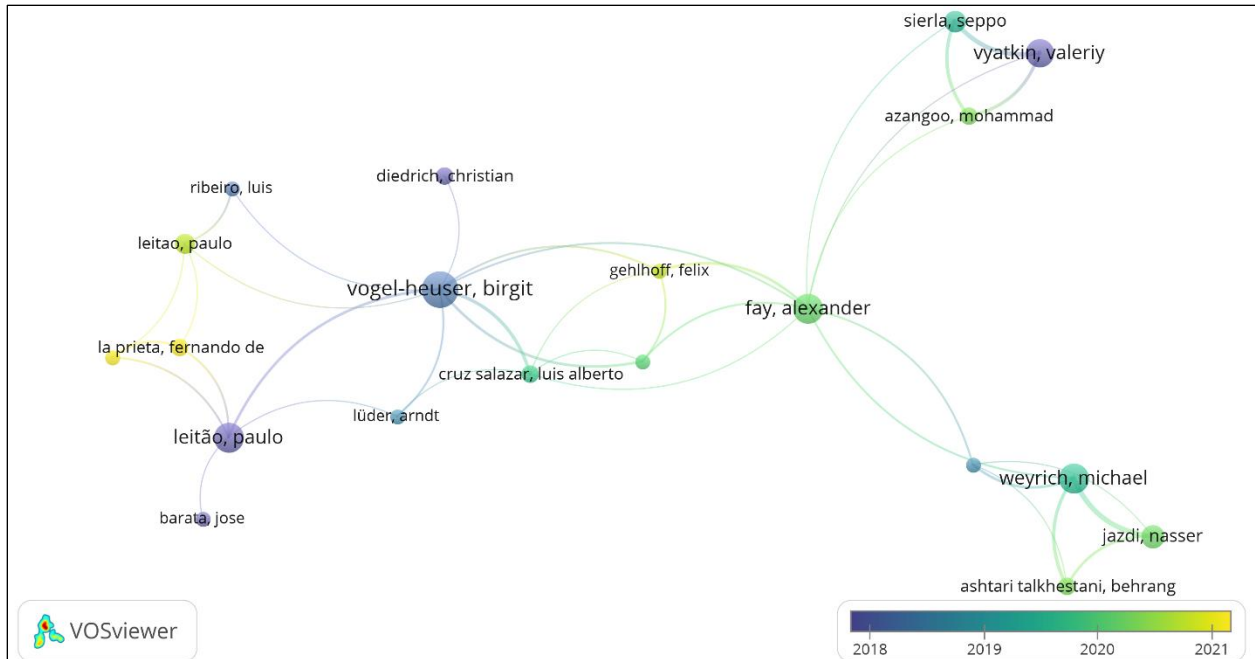 sierla, seppo
vyatkin, valeriy
azangoo, mohammad
diedrich, christian
ribeiro, luis
leitao, paulo
gehlhoff, felix
vogel-heuser, birgit
fay, alexander
la prieta, fernando de
cruz salazar, luis alberto
lüder, arndt
leitão, paulo
weyrich, michael
barata, jose
jazdi, nasser
ashtari talkhestani, behrang
VOSviewer
2018 2019 2020 2021